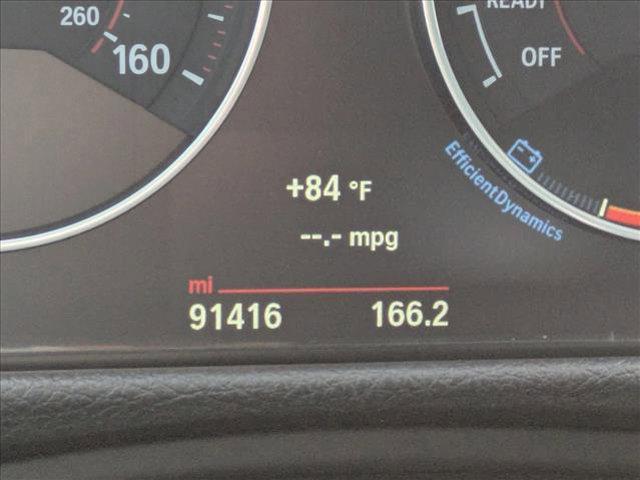 260
160
READY
OFF
EfficientDynamics
+84 °F
--.- mpg
mi
91416 166.2